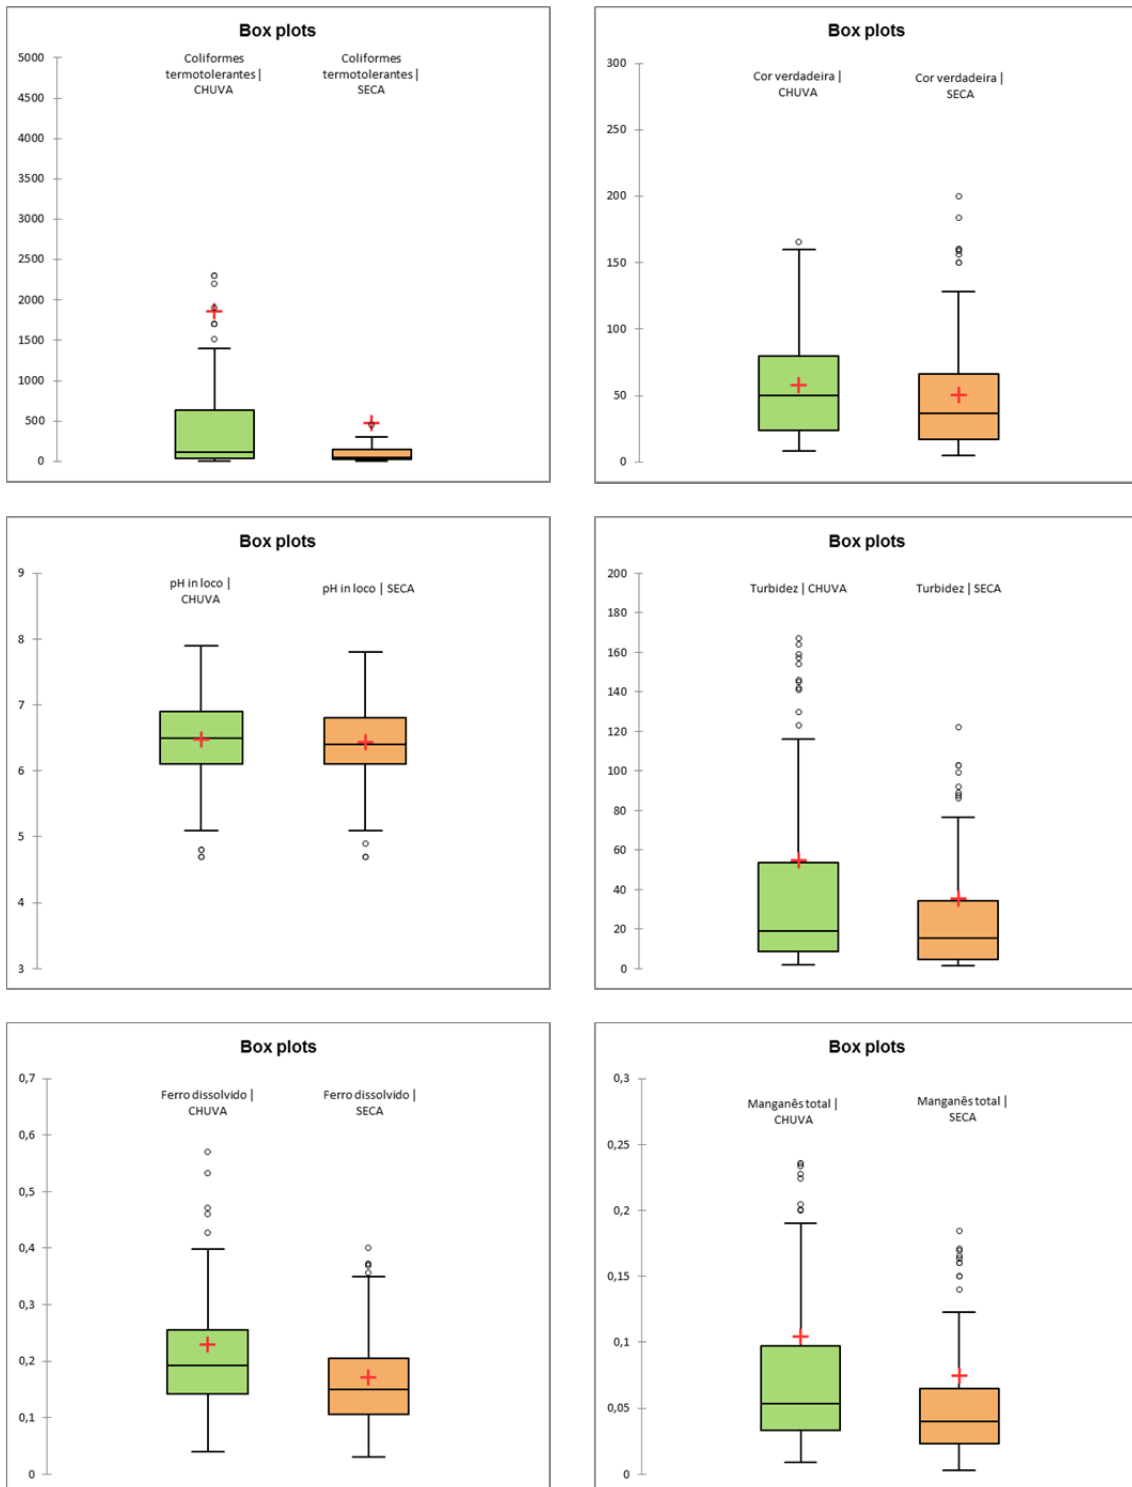 Box plots
Coliformes
termotolerantes |
CHUVA
Coliformes
termotolerantes |
SECA
5000
4500
4000
3500
3000
2500
2000
1500
1000
500
0
Box plots
Cor verdadeira |
CHUVA
Cor verdadeira |
SECA
300
250
200
150
100
50
0
Box plots
pH in loco |
CHUVA
pH in loco | SECA
9
8
7
6
5
4
3
Box plots
Turbidez | CHUVA
Turbidez | SECA
200
180
160
140
120
100
80
60
40
20
0
Box plots
Ferro dissolvido |
CHUVA
Ferro dissolvido |
SECA
0,7
0,6
0,5
0,4
0,3
0,2
0,1
0
Box plots
Manganês total |
CHUVA
Manganês total |
SECA
0,3
0,25
0,2
0,15
0,1
0,05
0